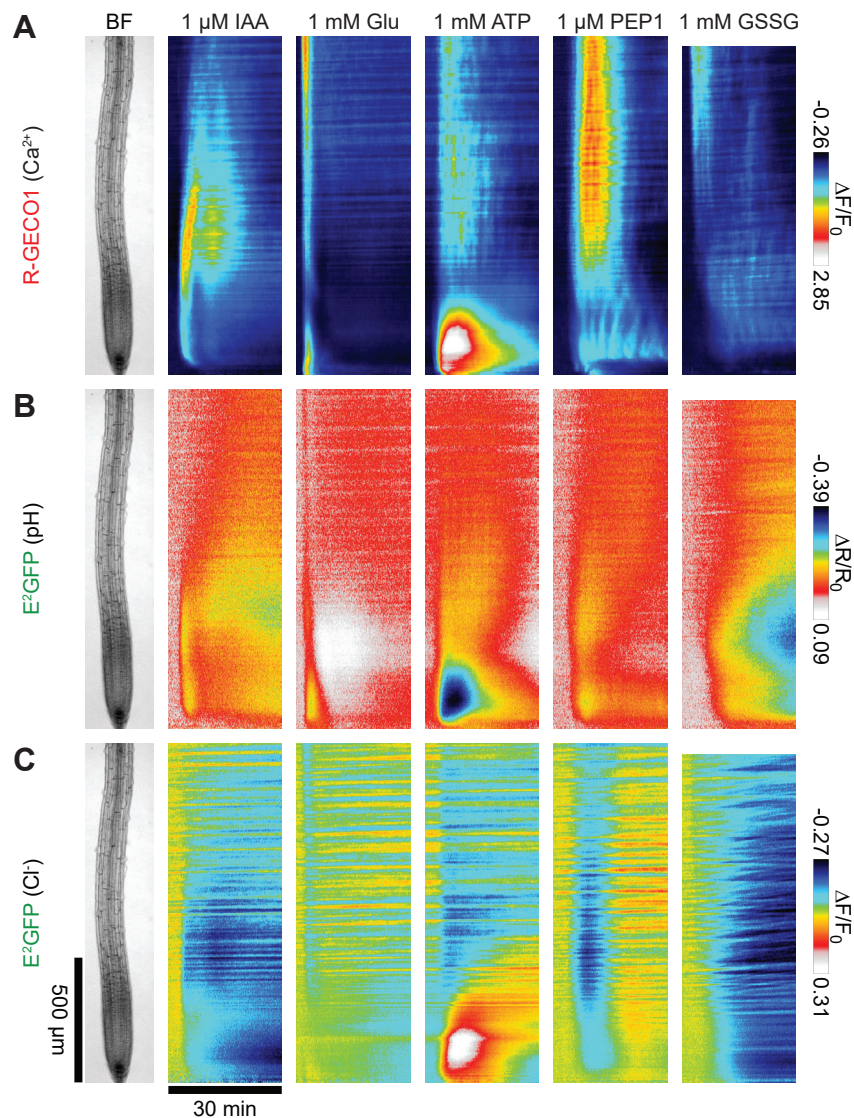 A
BF
1 µM IAA
1 mM Glu
1 mM ATP
1 µM PEP1
1 mM GSSG
R-GECO1 (Ca²⁺)
-0.26
ΔF/F₀
2.85
B
E²GFP (pH)
-0.39
ΔR/R₀
0.09
C
E²GFP (Cl⁻)
-0.27
ΔF/F₀
0.31
500 µm
30 min